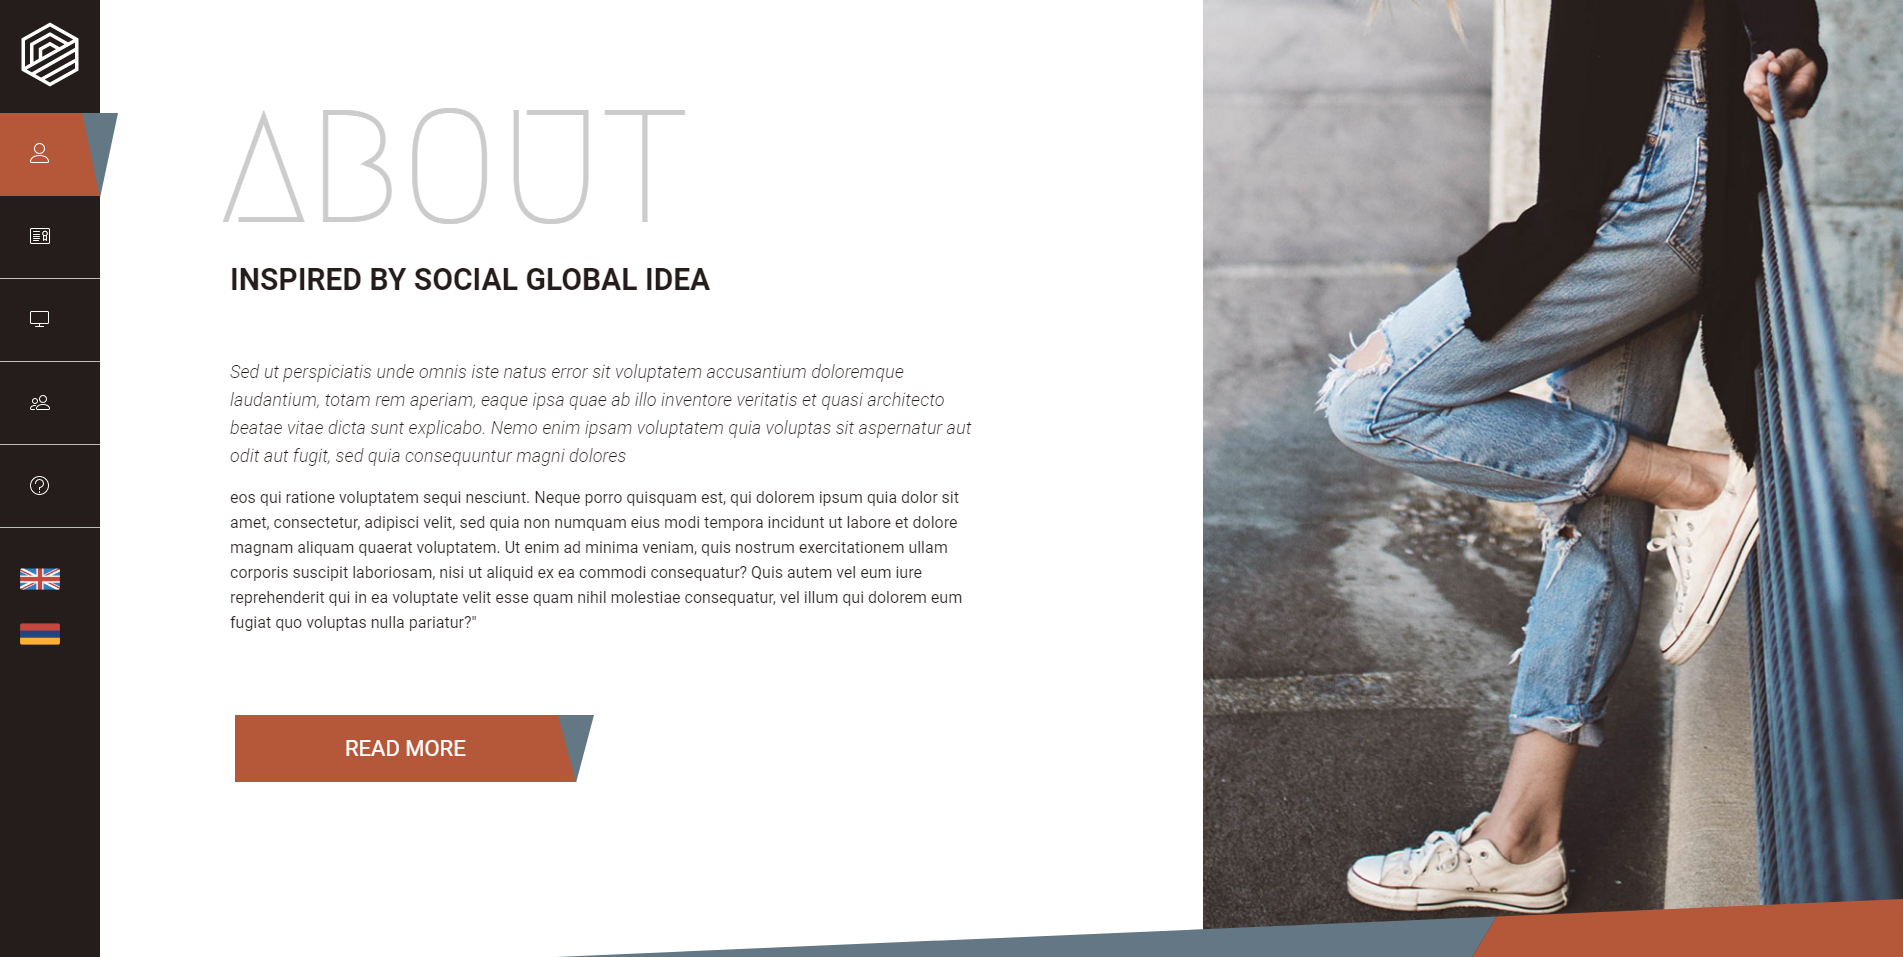 ABOUT
INSPIRED BY SOCIAL GLOBAL IDEA
Sed ut perspiciatis unde omnis iste natus error sit voluptatem accusantium doloremque
laudantium, totam rem aperiam, eaque ipsa quae ab illo inventore veritatis et quasi architecto
beatae vitae dicta sunt explicabo. Nemo enim ipsam voluptatem quia voluptas sit aspernatur aut
odit aut fugit, sed quia consequuntur magni dolores
eos qui ratione voluptatem sequi nesciunt. Neque porro quisquam est, qui dolorem ipsum quia dolor sit
amet, consectetur, adipisci velit, sed quia non numquam eius modi tempora incidunt ut labore et dolore
magnam aliquam quaerat voluptatem. Ut enim ad minima veniam, quis nostrum exercitationem ullam
corporis suscipit laboriosam, nisi ut aliquid ex ea commodi consequatur? Quis autem vel eum iure
reprehenderit qui in ea voluptate velit esse quam nihil molestiae consequatur, vel illum qui dolorem eum
fugiat quo voluptas nulla pariatur?"
READ MORE